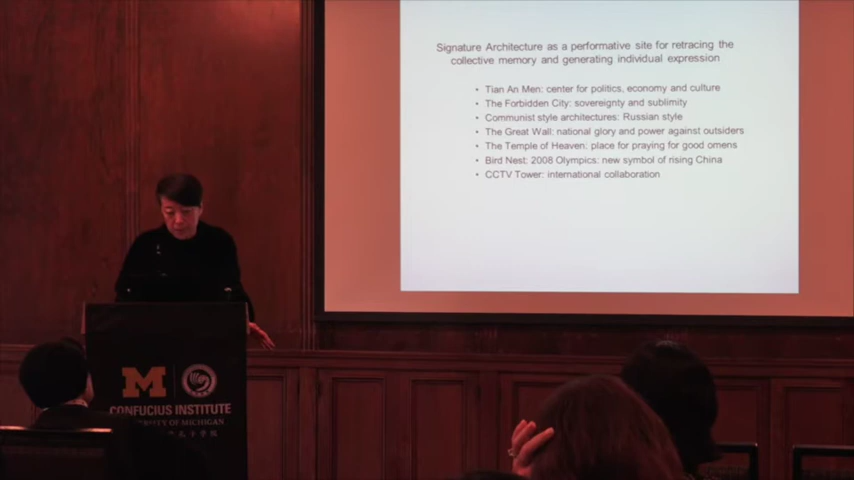 Signature Architecture as a performative site for retracing the
collective memory and generating individual expression
• Tian An Men: center for politics, economy and culture
• The Forbidden City: sovereignty and sublimity
• Communist style architectures: Russian style
• The Great Wall: national glory and power against outsiders
• The Temple of Heaven: place for praying for good omens
• Bird Nest: 2008 Olympics: new symbol of rising China
• CCTV Tower: international collaboration
M
CONFUCIUS INSTITUTE
UNIVERSITY OF MICHIGAN